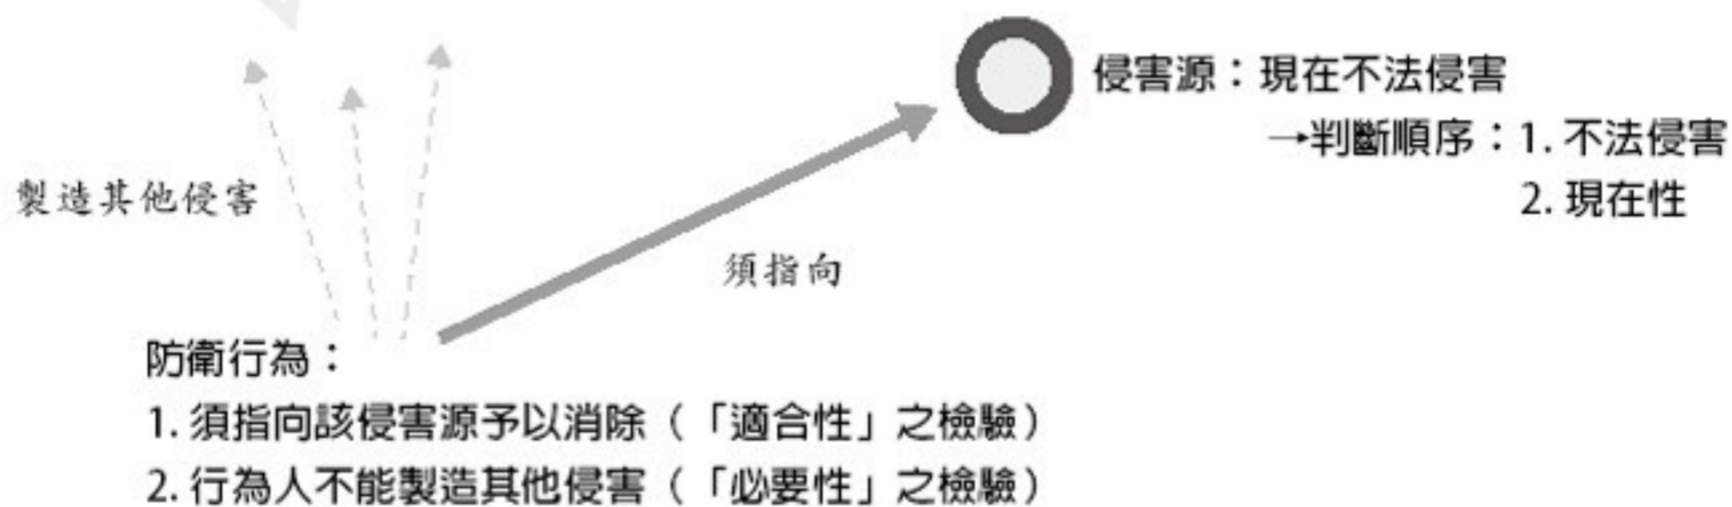 侵害源：現在不法侵害
→判斷順序：1. 不法侵害
2. 現在性
製造其他侵害
須指向
防衛行為：
1. 須指向該侵害源予以消除（「適合性」之檢驗）
2. 行為人不能製造其他侵害（「必要性」之檢驗）